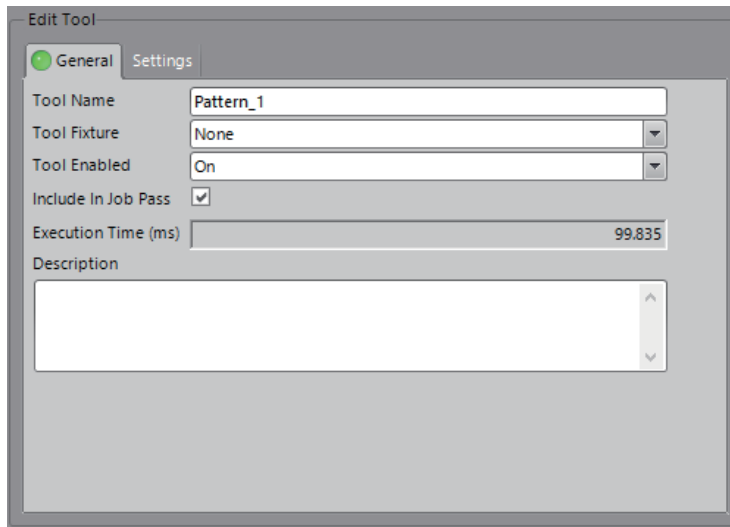 Edit Tool
General Settings
Tool Name Pattern_1
Tool Fixture None
Tool Enabled On
Include In Job Pass
Execution Time (ms) 99.835
Description